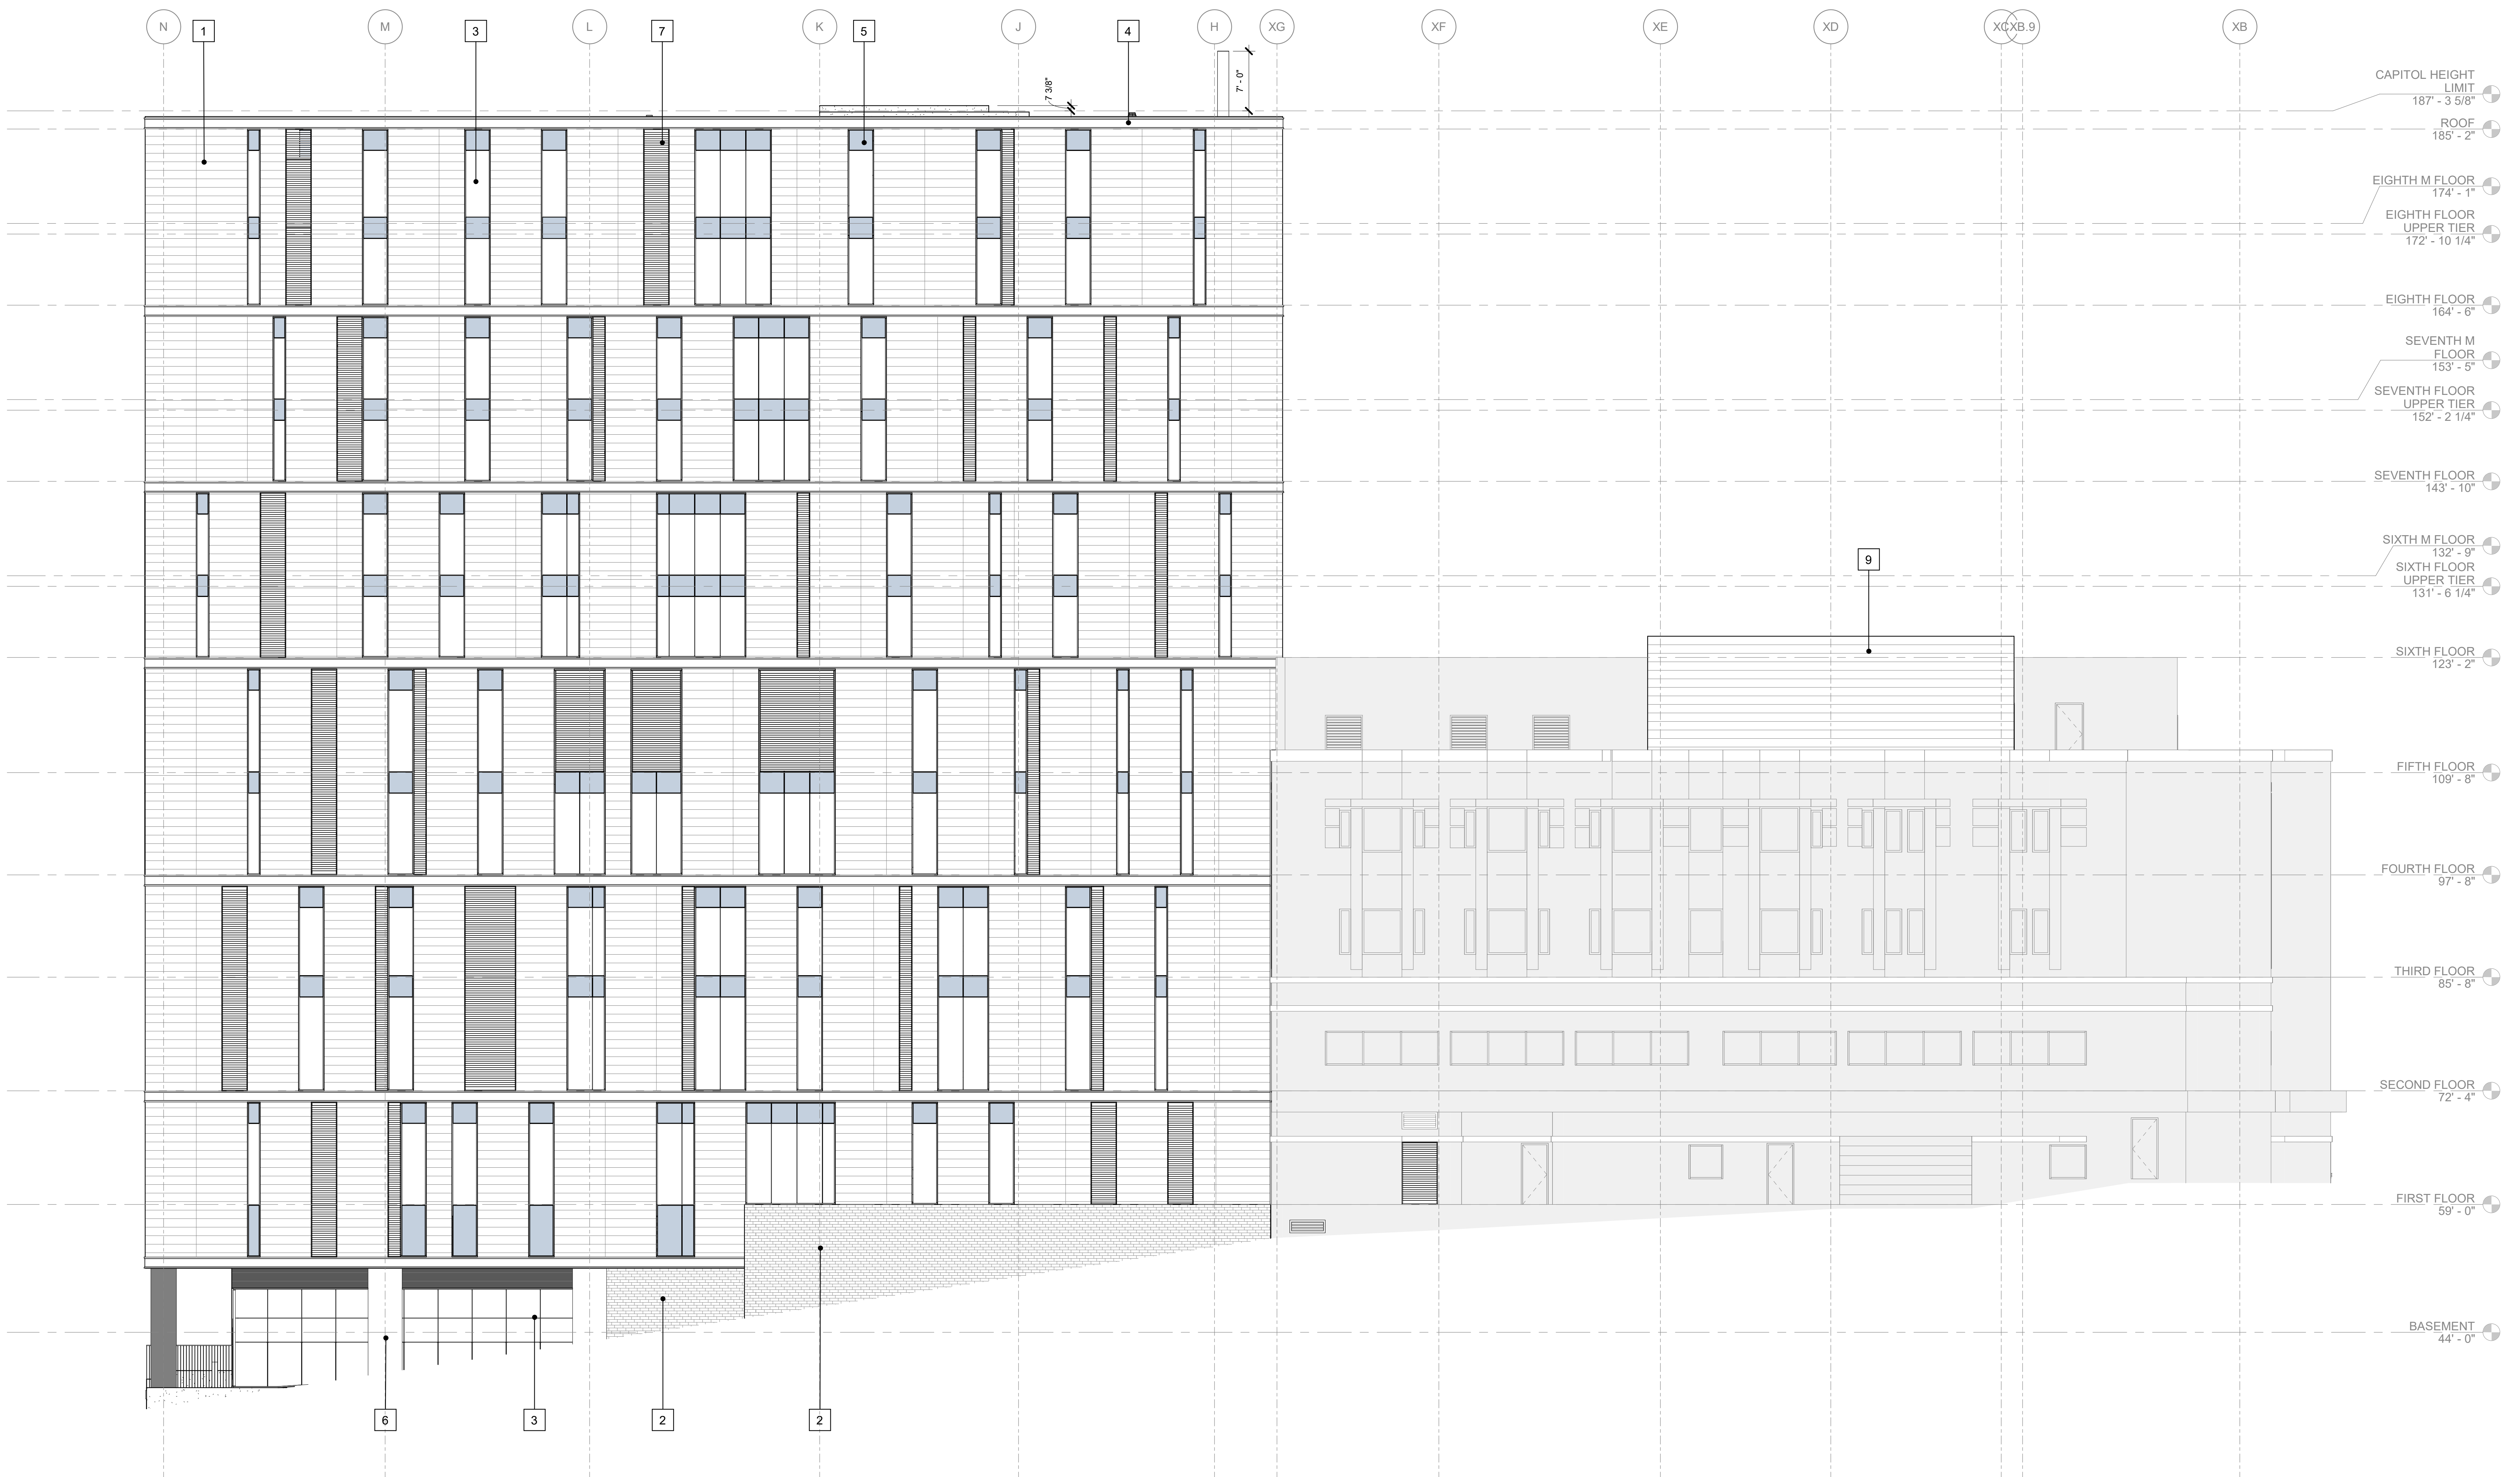 N
M
L
K
J
H
XG
XF
XE
XD
XC
XB.9
XB
1
3
7
5
4
7 3/8"
7' - 0"
CAPITOL HEIGHT
LIMIT
187' - 3 5/8"
ROOF
185' - 2"
EIGHTH M FLOOR
174' - 1"
EIGHTH FLOOR
UPPER TIER
172' - 10 1/4"
EIGHTH FLOOR
164' - 6"
SEVENTH M
FLOOR
153' - 5"
SEVENTH FLOOR
UPPER TIER
152' - 2 1/4"
SEVENTH FLOOR
143' - 10"
SIXTH M FLOOR
132' - 9"
9
SIXTH FLOOR
UPPER TIER
131' - 6 1/4"
SIXTH FLOOR
123' - 2"
FIFTH FLOOR
109' - 8"
FOURTH FLOOR
97' - 8"
THIRD FLOOR
85' - 8"
SECOND FLOOR
72' - 4"
FIRST FLOOR
59' - 0"
BASEMENT
44' - 0"
6
3
2
2